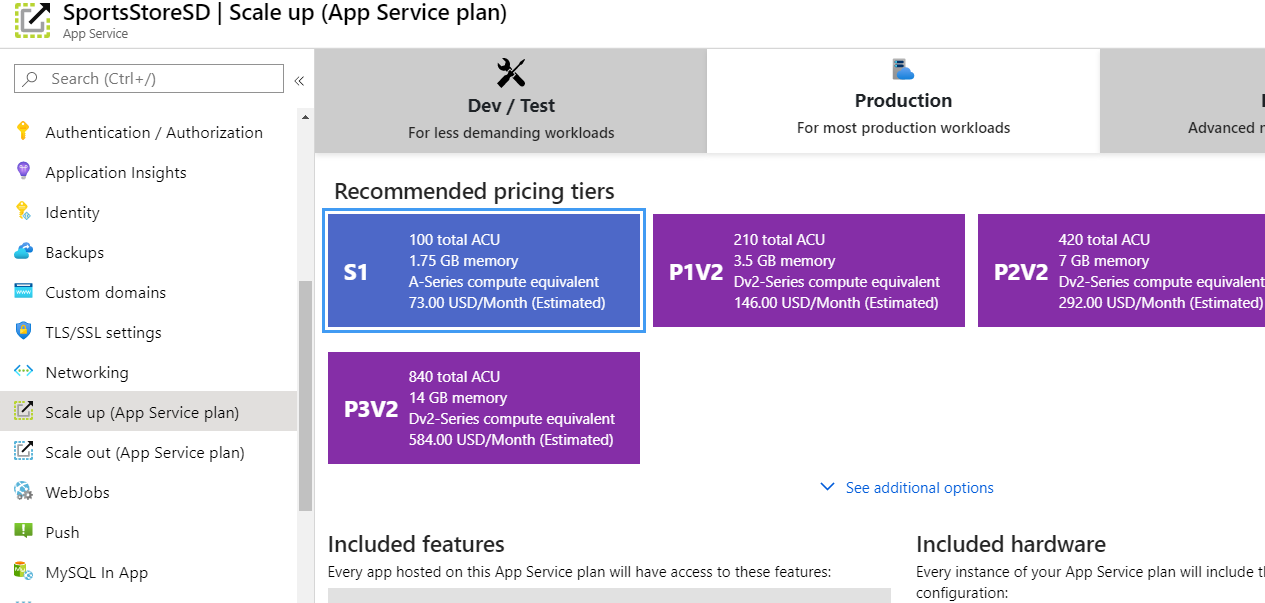 SportsStoreSD | Scale up (App Service plan)
App Service
Search (Ctrl+/)
«
Authentication / Authorization
Application Insights
Identity
Backups
Custom domains
TLS/SSL settings
Networking
Scale up (App Service plan)
Scale out (App Service plan)
WebJobs
Push
MySQL In App
Dev / Test
For less demanding workloads
Production
For most production workloads
Advanced
Recommended pricing tiers
S1
100 total ACU
1.75 GB memory
A-Series compute equivalent
73.00 USD/Month (Estimated)
P1V2
210 total ACU
3.5 GB memory
Dv2-Series compute equivalent
146.00 USD/Month (Estimated)
P2V2
420 total ACU
7 GB memory
Dv2-Series compute equivalent
292.00 USD/Month (Estimated)
P3V2
840 total ACU
14 GB memory
Dv2-Series compute equivalent
584.00 USD/Month (Estimated)
See additional options
Included features
Every app hosted on this App Service plan will have access to these features:
Included hardware
Every instance of your App Service plan will include
configuration: